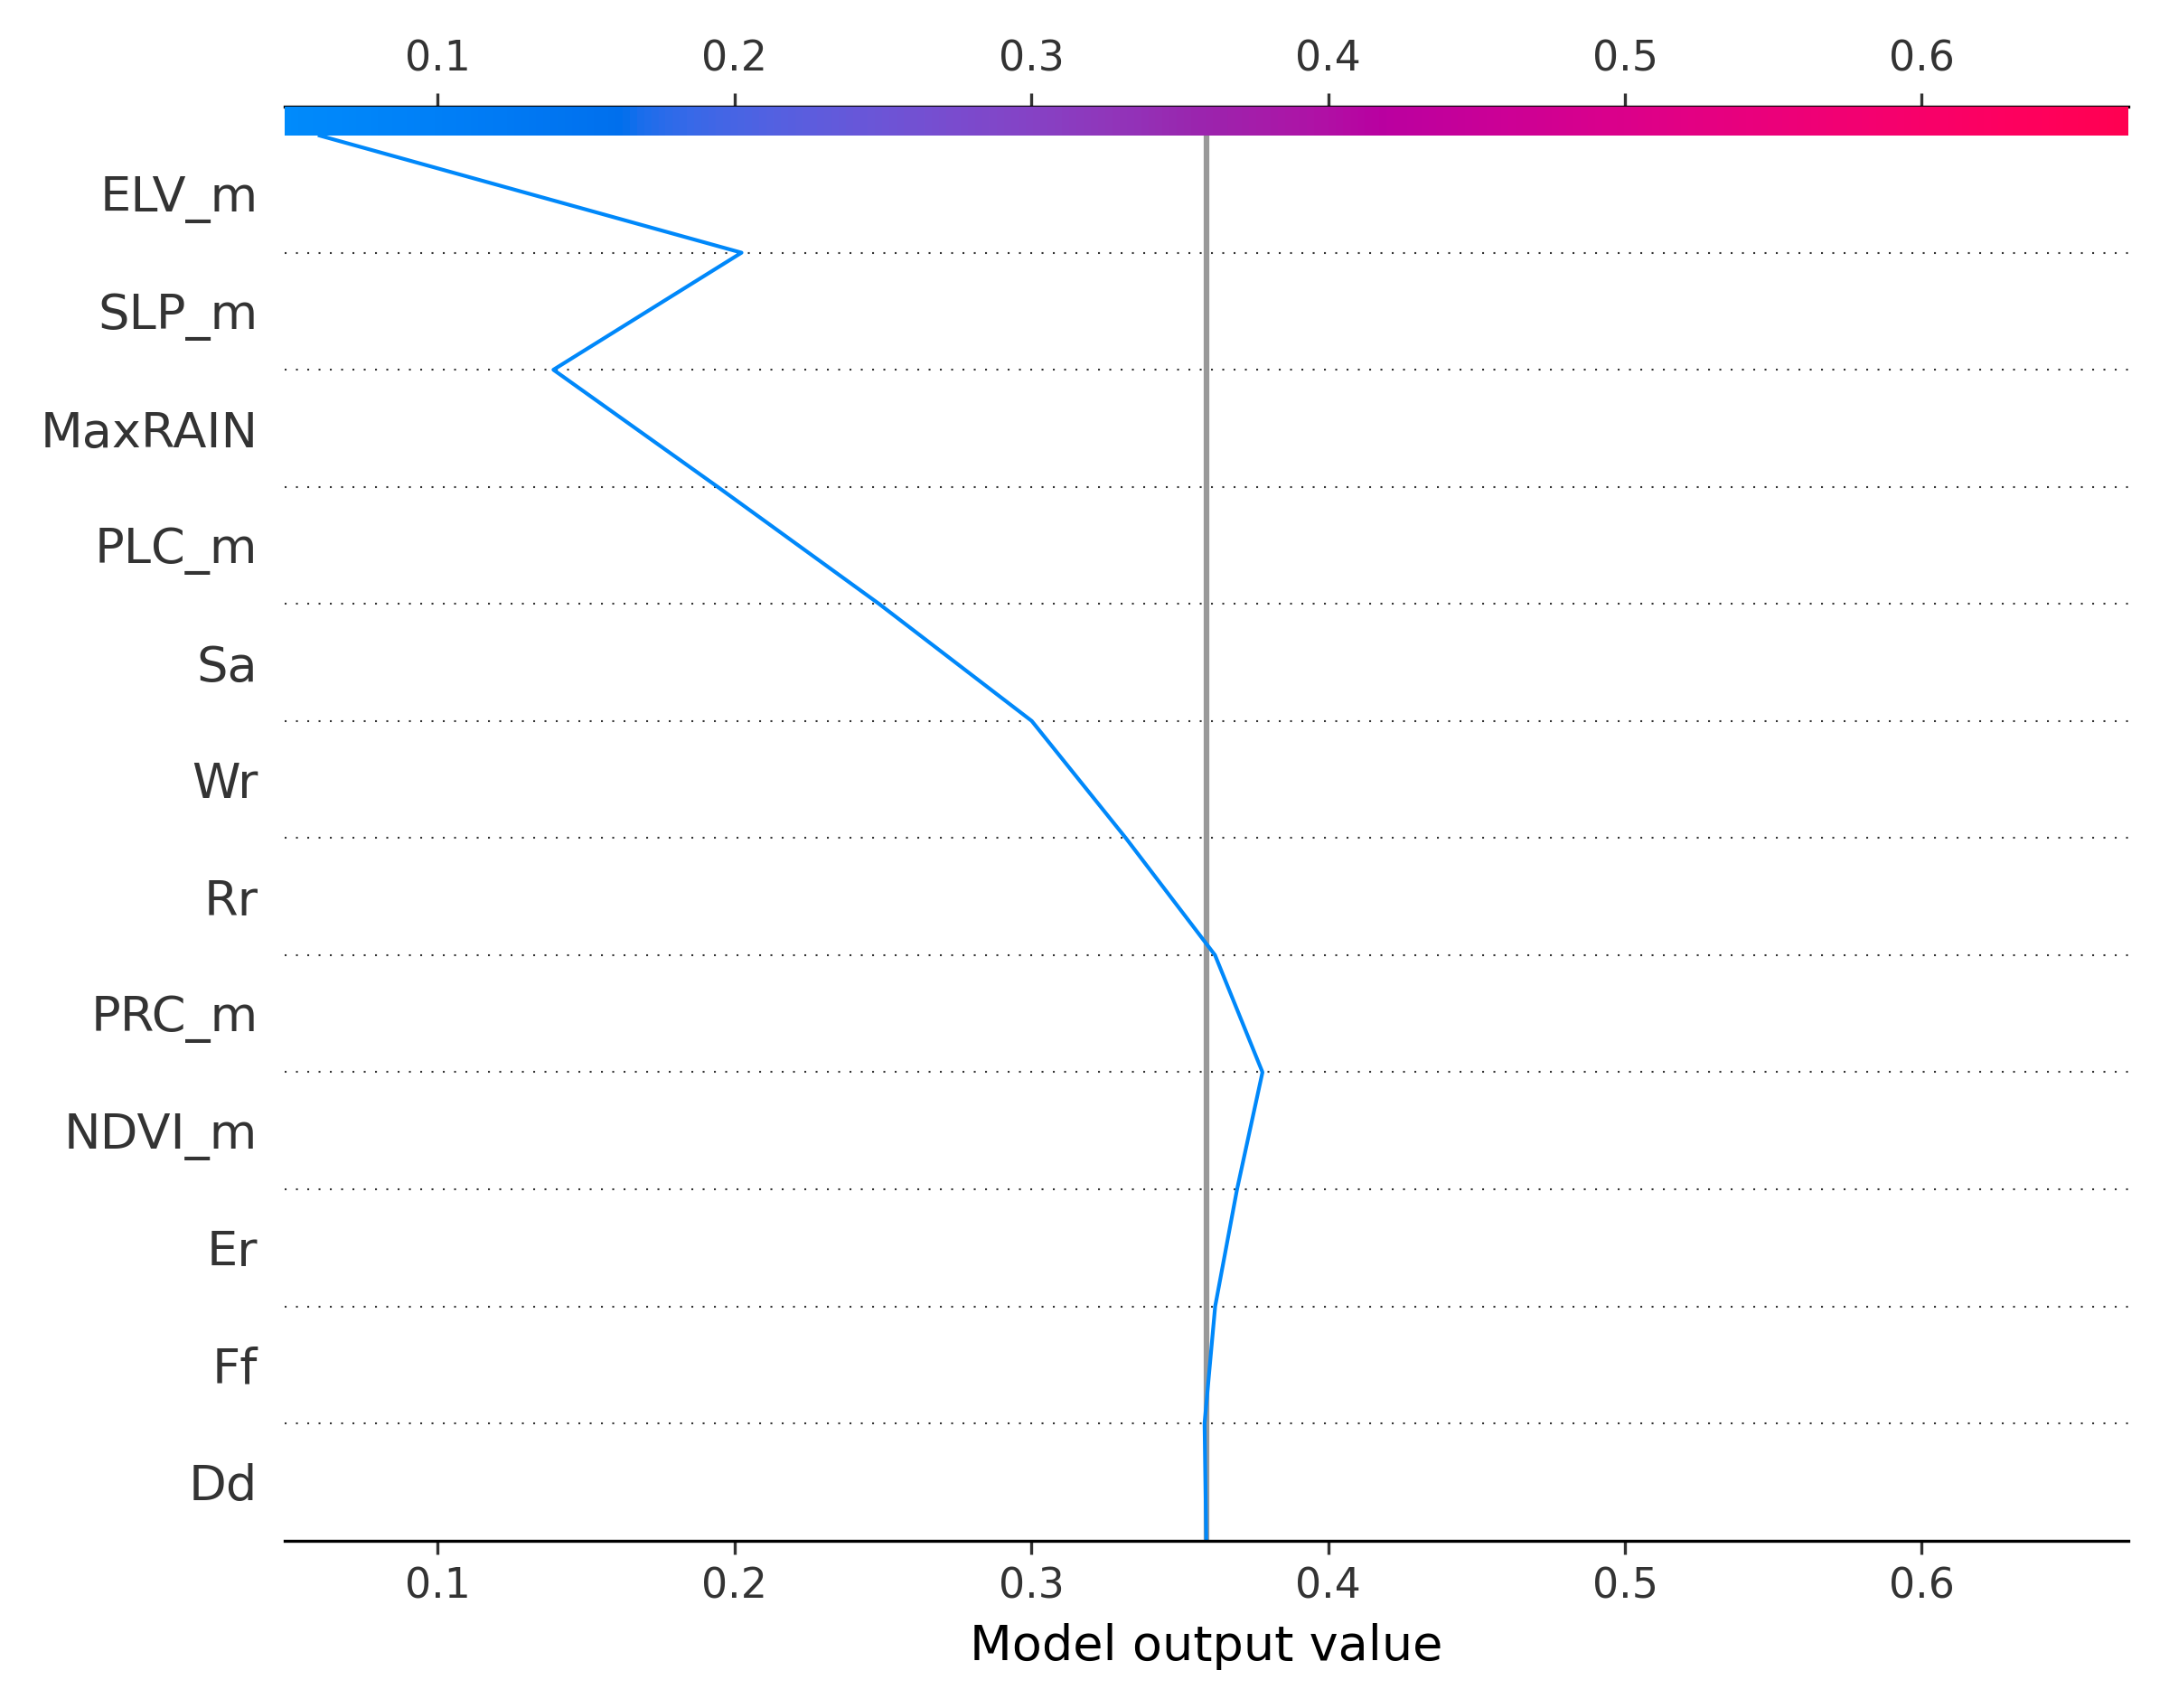 0.1 0.2 0.3 0.4 0.5 0.6
ELV_m
SLP_m
MaxRAIN
PLC_m
Sa
Wr
Rr
PRC_m
NDVI_m
Er
Ff
Dd
0.1 0.2 0.3 0.4 0.5 0.6
Model output value